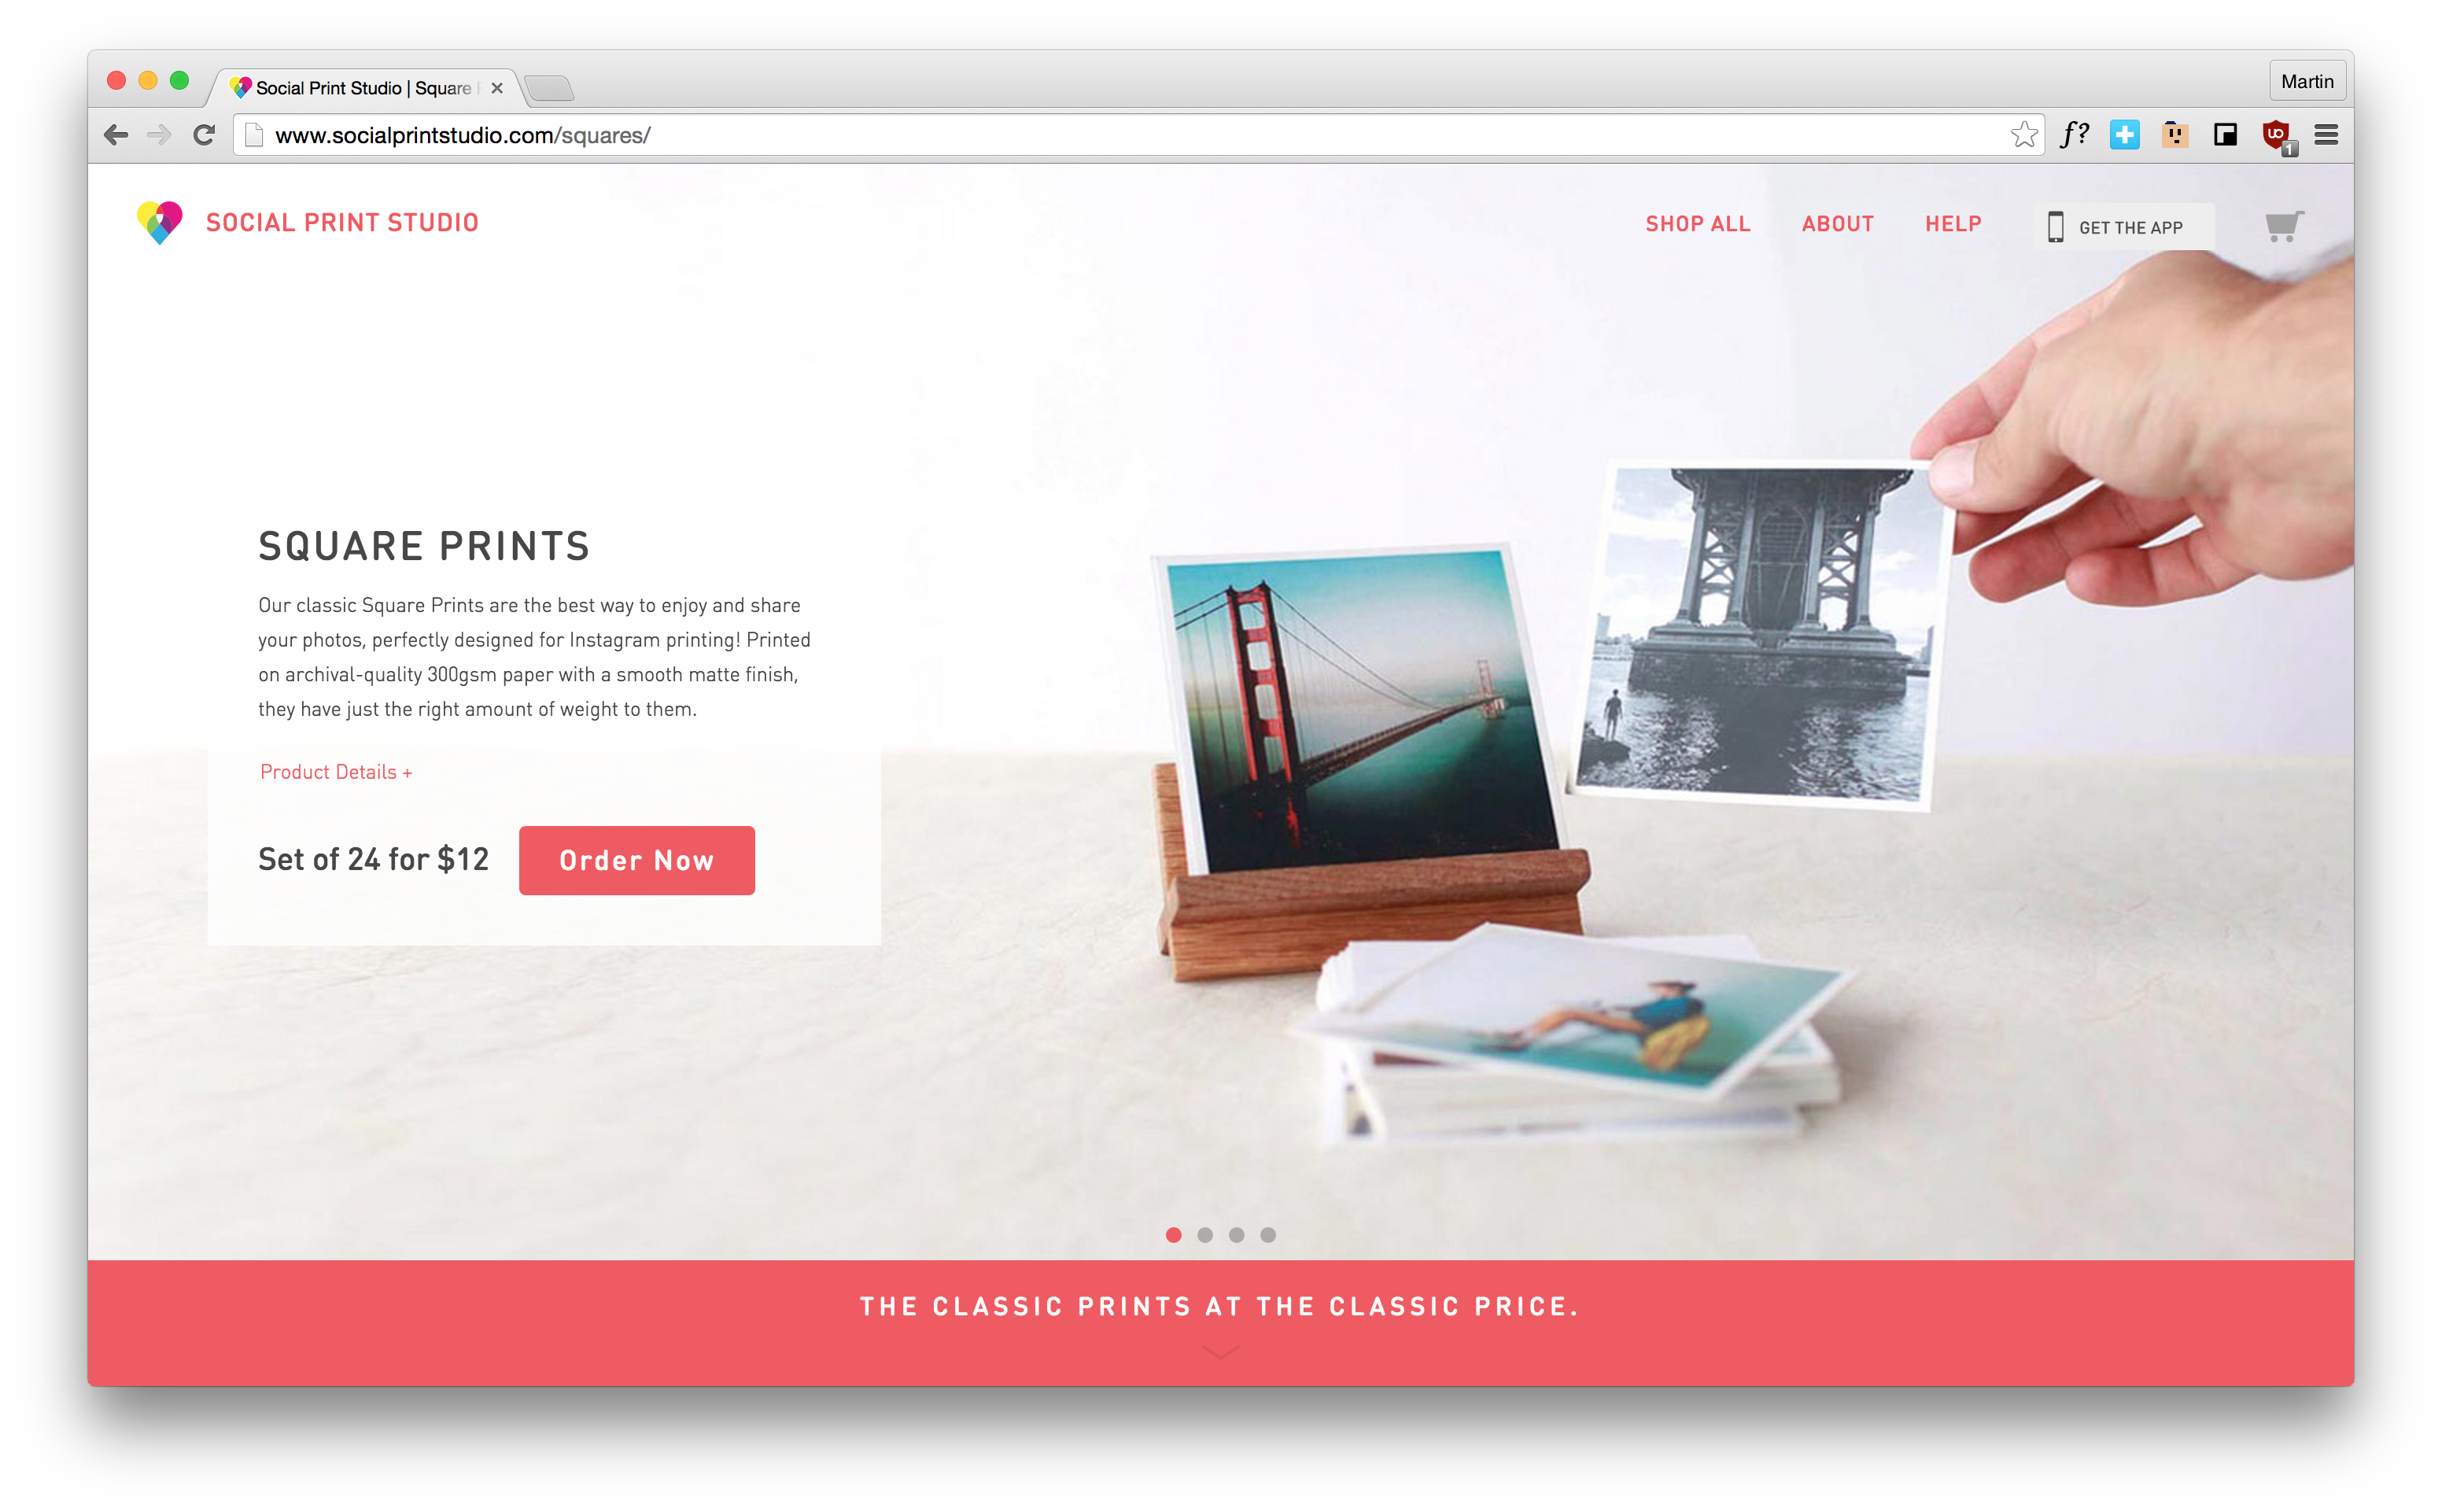 Social Print Studio | Square
Martin
www.socialprintstudio.com/squares/
f?
uo
1
SOCIAL PRINT STUDIO
SHOP ALL
ABOUT
HELP
GET THE APP
SQUARE PRINTS
Our classic Square Prints are the best way to enjoy and share
your photos, perfectly designed for Instagram printing! Printed
on archival-quality 300gsm paper with a smooth matte finish,
they have just the right amount of weight to them.
Product Details +
Set of 24 for $12
Order Now
THE CLASSIC PRINTS AT THE CLASSIC PRICE.